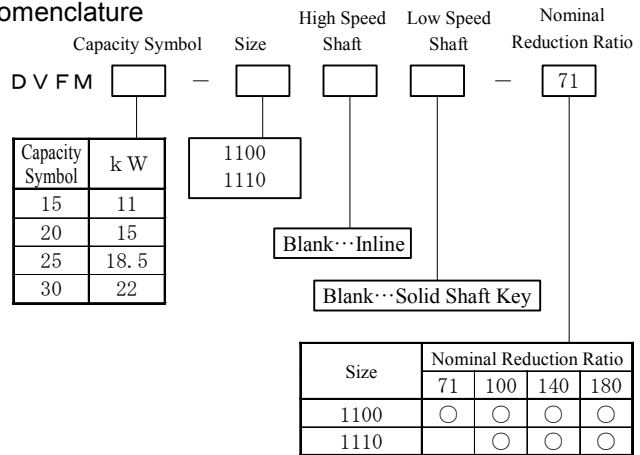 omenclature
Capacity Symbol Size High Speed Shaft Low Speed Shaft Nominal Reduction Ratio
DVFM － － 71
Capacity Symbol kW
15 11
20 15
25 18.5
30 22
1100
1110
Blank…Inline
Blank…Solid Shaft Key
Size Nominal Reduction Ratio
71 100 140 180
1100 ○ ○ ○ ○
1110 ○ ○ ○